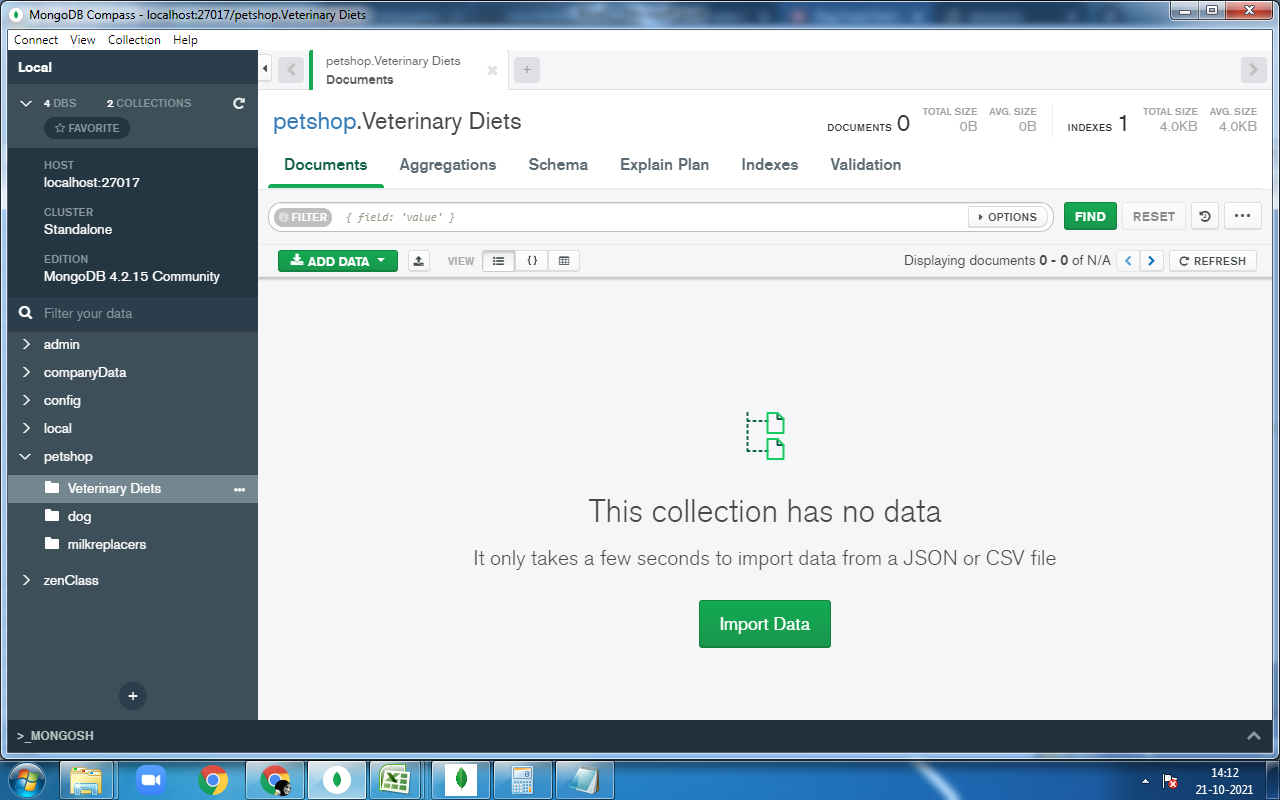 MongoDB Compass - localhost:27017/petshop.Veterinary Diets
Connect View Collection Help
Local
4 DBS 2 COLLECTIONS
FAVORITE
HOST
localhost:27017
CLUSTER
Standalone
EDITION
MongoDB 4.2.15 Community
Filter your data
admin
companyData
config
local
petshop
Veterinary Diets
dog
milkreplacers
zenClass
petshop.Veterinary Diets
Documents
petshop.Veterinary Diets
DOCUMENTS 0
TOTAL SIZE
0B
AVG. SIZE
0B
INDEXES 1
TOTAL SIZE
4.0KB
AVG. SIZE
4.0KB
Documents Aggregations Schema Explain Plan Indexes Validation
FILTER { field: 'value' } OPTIONS FIND RESET
ADD DATA VIEW {} Displaying documents 0 - 0 of N/A REFRESH
This collection has no data
It only takes a few seconds to import data from a JSON or CSV file
Import Data
>_MONGOSH
14:12
21-10-2021